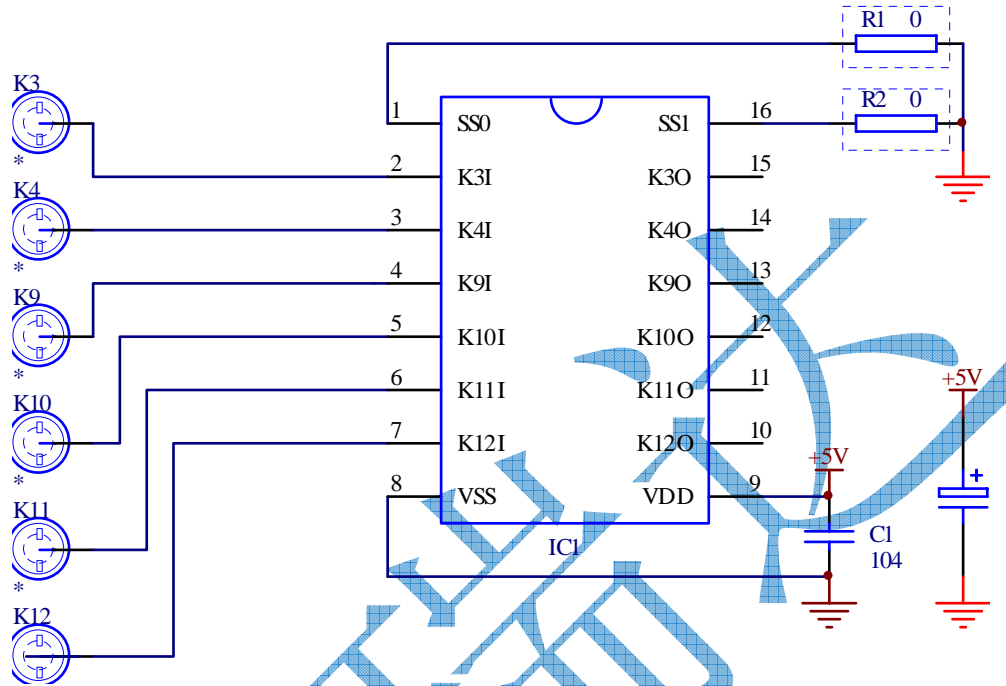 R1 0
R2 0
K3
*
K4
*
K9
*
K10
*
K11
*
K12
1 SS0 SS1 16
2 K3I K3O 15
3 K4I K4O 14
4 K9I K9O 13
5 K10I K10O 12
6 K11I K11O 11
7 K12I K12O 10
8 VSS VDD 9
IC1
+5V
C1
104
+5V
+